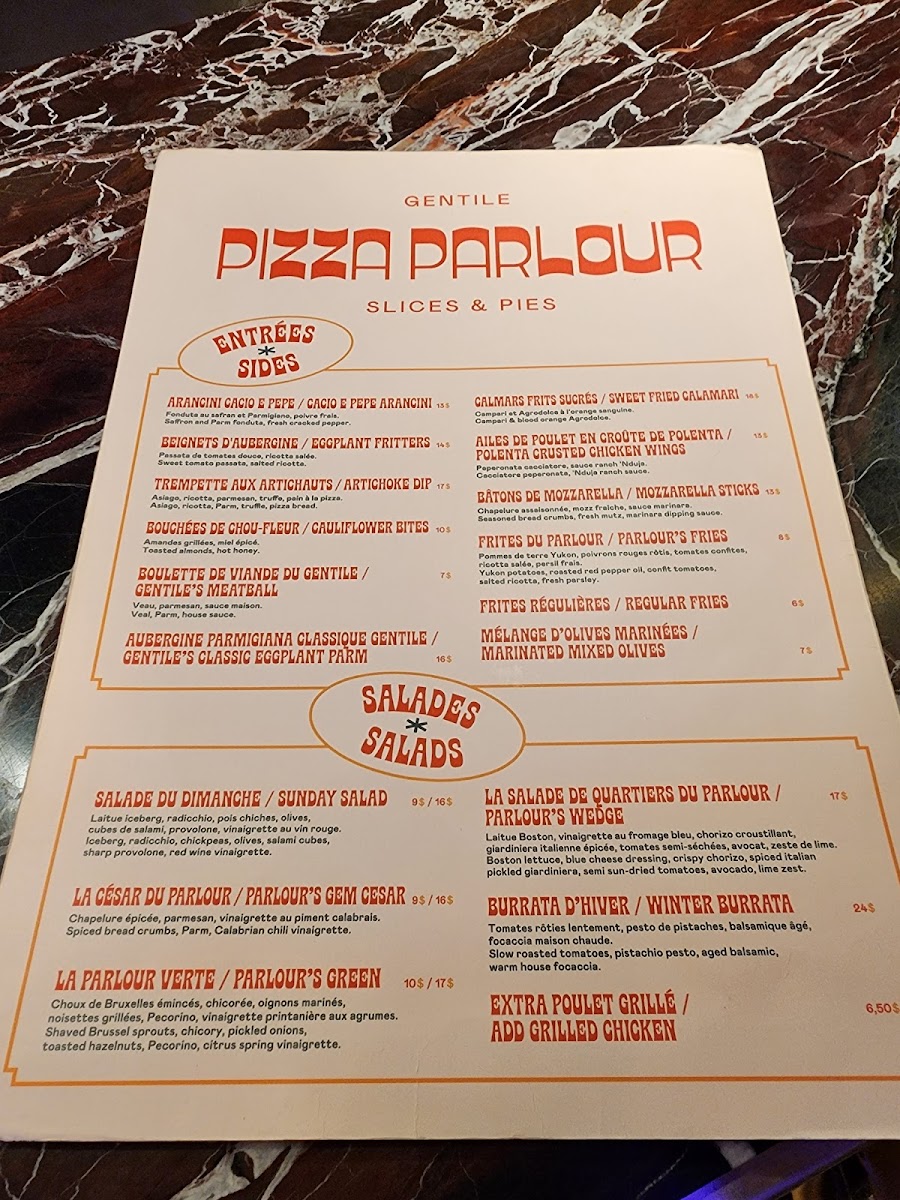 GENTILE
PIZZA PARLOUR
SLICES & PIES
ENTRÉES
*
SIDES
ARANCINI CACIO E PEPE / CACIO E PEPE ARANCINI 13$
Fonduta au safran et Parmigiano, poivre frais.
Saffron and Parm fonduta, fresh cracked pepper.
BEIGNETS D'AUBERGINE / EGGPLANT FRITTERS 14$
Passata de tomates douce, ricotta salée.
Sweet tomato passata, salted ricotta.
TREMPETTE AUX ARTICHAUTS / ARTICHOKE DIP 17$
Asiago, ricotta, parmesan, truffe, pain à la pizza.
Asiago, ricotta, Parm, truffle, pizza bread.
BOUCHÉES DE CHOU-FLEUR / CAULIFLOWER BITES 10$
Amandes grillées, miel épicé.
Toasted almonds, hot honey.
BOULETTE DE VIANDE DU GENTILE / 7$
GENTILE'S MEATBALL
Veau, parmesan, sauce maison.
Veal, Parm, house sauce.
AUBERGINE PARMIGIANA CLASSIQUE GENTILE /
GENTILE'S CLASSIC EGGPLANT PARM 16$
CALMARS FRITS SUCRÉS / SWEET FRIED CALAMARI 18$
Campari et Agrodolce à l'orange sanguine.
Campari & blood orange Agrodolce.
AILES DE POULET EN CROÛTE DE POLENTA / 15$
POLENTA CRUSTED CHICKEN WINGS
Peperonata cacciatore, sauce ranch 'Nduja.
Cacciatore peperonata, 'Nduja ranch sauce.
BÂTONS DE MOZZARELLA / MOZZARELLA STICKS 13$
Chapelure assaisonnée, mozz fraîche, sauce marinara.
Seasoned bread crumbs, fresh mutz, marinara dipping sauce.
FRITES DU PARLOUR / PARLOUR'S FRIES 8$
Pommes de terre Yukon, poivrons rouges rôtis, tomates confites,
ricotta salée, persil frais.
Yukon potatoes, roasted red pepper oil, confit tomatoes,
salted ricotta, fresh parsley.
FRITES RÉGULIÈRES / REGULAR FRIES 6$
MÉLANGE D'OLIVES MARINÉES /
MARINATED MIXED OLIVES 7$
SALADES
*
SALADS
SALADE DU DIMANCHE / SUNDAY SALAD 9$ / 16$
Laitue iceberg, radicchio, pois chiches, olives,
cubes de salami, provolone, vinaigrette au vin rouge.
Iceberg, radicchio, chickpeas, olives, salami cubes,
sharp provolone, red wine vinaigrette.
LA CÉSAR DU PARLOUR / PARLOUR'S GEM CESAR 9$ / 16$
Chapelure épicée, parmesan, vinaigrette au piment calabrais.
Spiced bread crumbs, Parm, Calabrian chili vinaigrette.
LA PARLOUR VERTE / PARLOUR'S GREEN 10$ / 17$
Choux de Bruxelles émincés, chicorée, oignons marinés,
noisettes grillées, Pecorino, vinaigrette printanière aux agrumes.
Shaved Brussel sprouts, chicory, pickled onions,
toasted hazelnuts, Pecorino, citrus spring vinaigrette.
LA SALADE DE QUARTIERS DU PARLOUR / 17$
PARLOUR'S WEDGE
Laitue Boston, vinaigrette au fromage bleu, chorizo croustillant,
giardiniera italienne épicée, tomates semi-séchées, avocat, zeste de lime.
Boston lettuce, blue cheese dressing, crispy chorizo, spiced italian
pickled giardiniera, semi sun-dried tomatoes, avocado, lime zest.
BURRATA D'HIVER / WINTER BURRATA 24$
Tomates rôties lentement, pesto de pistaches, balsamique âgé,
focaccia maison chaude.
Slow roasted tomatoes, pistachio pesto, aged balsamic,
warm house focaccia.
EXTRA POULET GRILLÉ / 6,50$
ADD GRILLED CHICKEN